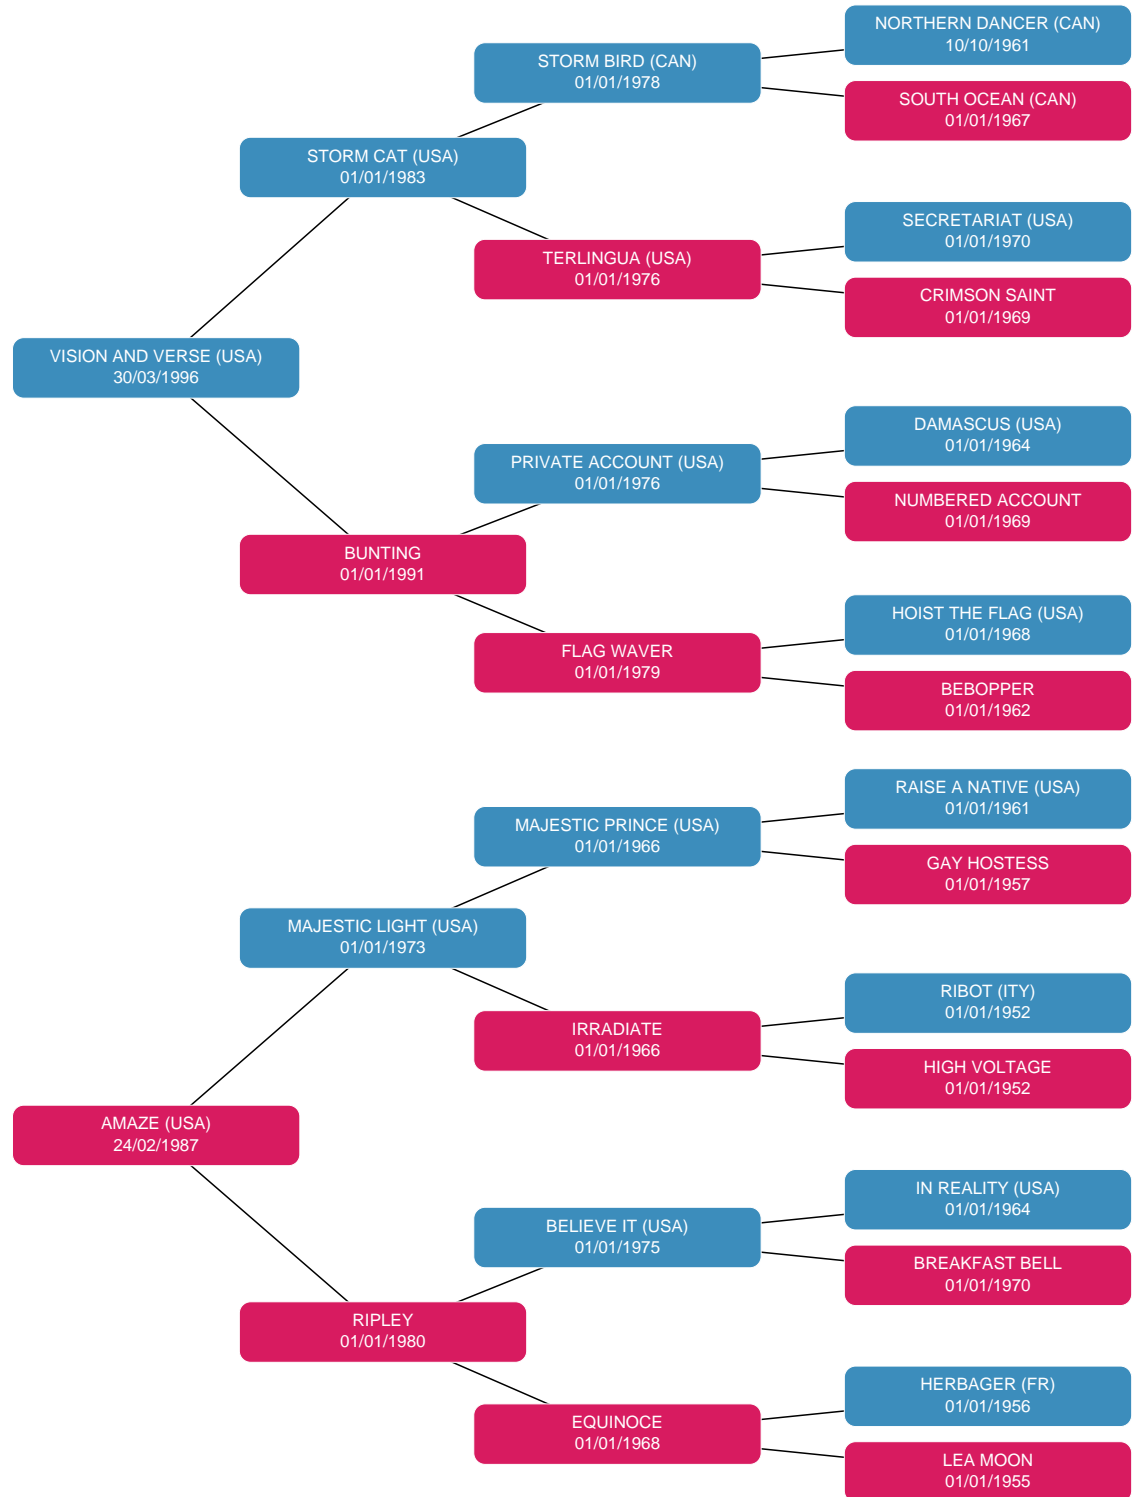 NORTHERN DANCER (CAN)
10/10/1961
STORM BIRD (CAN)
01/01/1978
SOUTH OCEAN (CAN)
01/01/1967
STORM CAT (USA)
01/01/1983
SECRETARIAT (USA)
01/01/1970
TERLINGUA (USA)
01/01/1976
CRIMSON SAINT
01/01/1969
VISION AND VERSE (USA)
30/03/1996
DAMASCUS (USA)
01/01/1964
PRIVATE ACCOUNT (USA)
01/01/1976
NUMBERED ACCOUNT
01/01/1969
BUNTING
01/01/1991
HOIST THE FLAG (USA)
01/01/1968
FLAG WAVER
01/01/1979
BEBOPPER
01/01/1962
RAISE A NATIVE (USA)
01/01/1961
MAJESTIC PRINCE (USA)
01/01/1966
GAY HOSTESS
01/01/1957
MAJESTIC LIGHT (USA)
01/01/1973
RIBOT (ITY)
01/01/1952
IRRADIATE
01/01/1966
HIGH VOLTAGE
01/01/1952
AMAZE (USA)
24/02/1987
IN REALITY (USA)
01/01/1964
BELIEVE IT (USA)
01/01/1975
BREAKFAST BELL
01/01/1970
RIPLEY
01/01/1980
HERBAGER (FR)
01/01/1956
EQUINOCE
01/01/1968
LEA MOON
01/01/1955